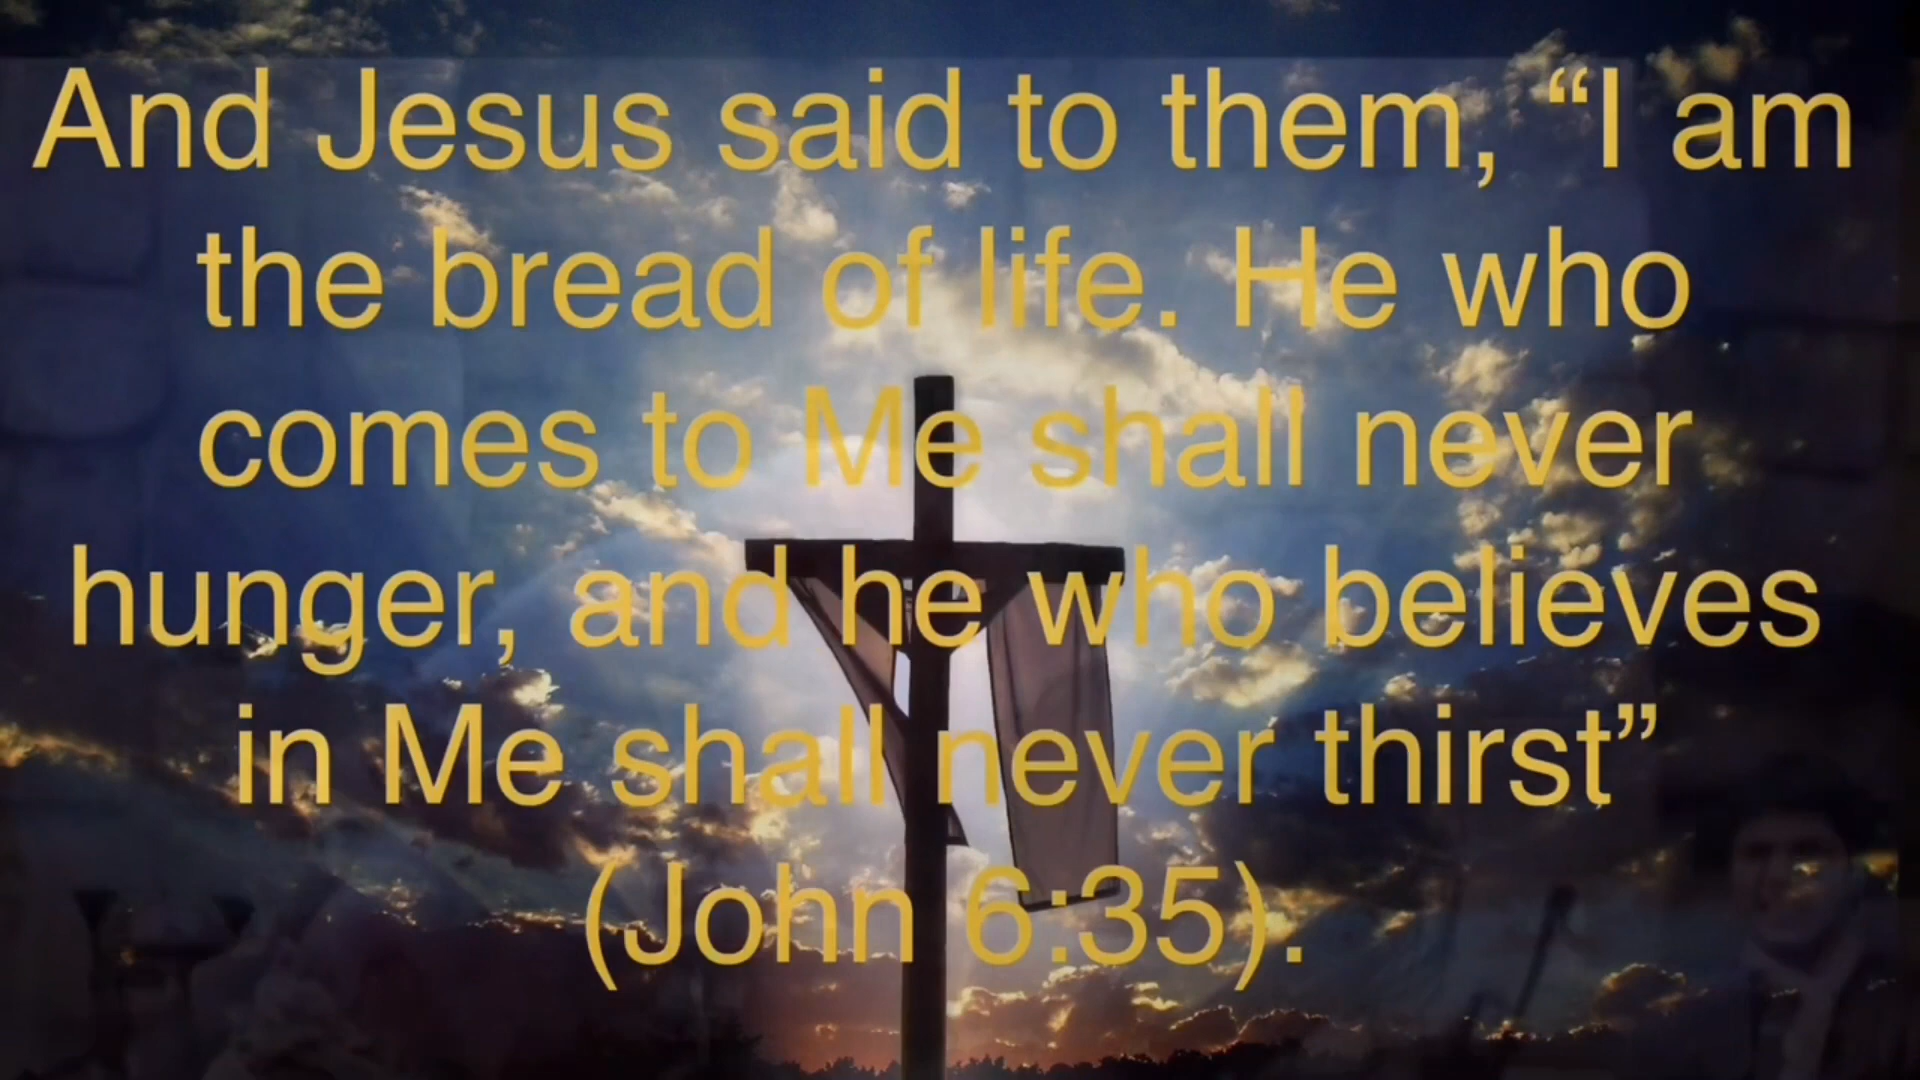 And Jesus said to them, “I am
the bread of life. He who
comes to Me shall never
hunger, and he who believes
in Me shall never thirst”
(John 6:35).